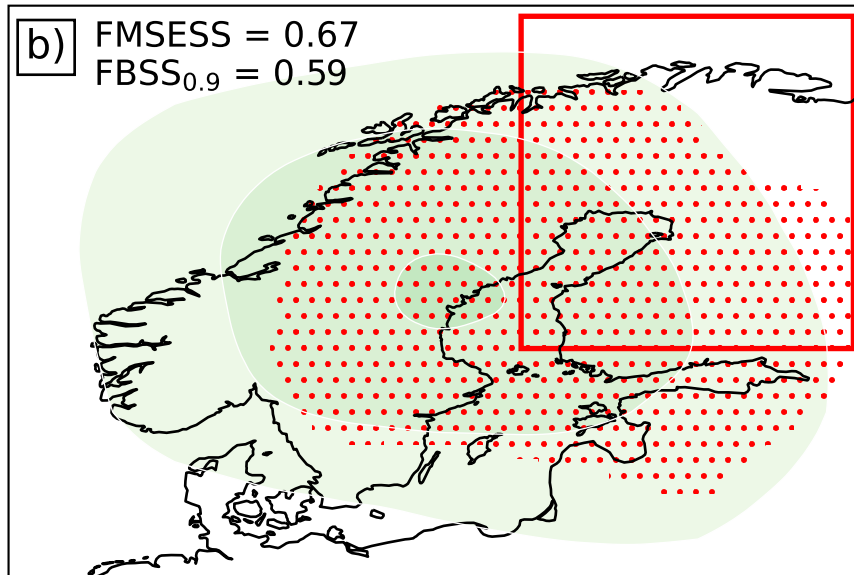 b)
FMSESS = 0.67
FBSS0.9 = 0.59